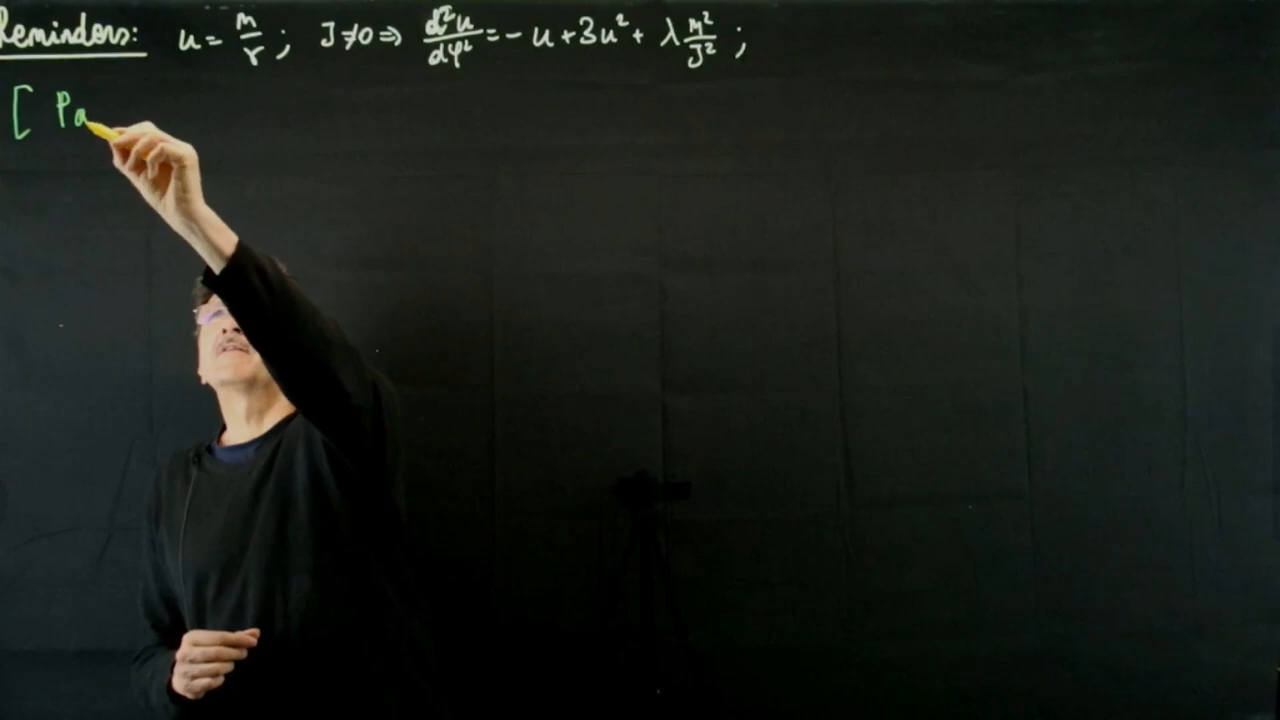 Reminders: u = m/r ; J ≠ 0 ⇒ d²u/dφ² = - u + 3u² + λ m²/J² ;
[ Pa